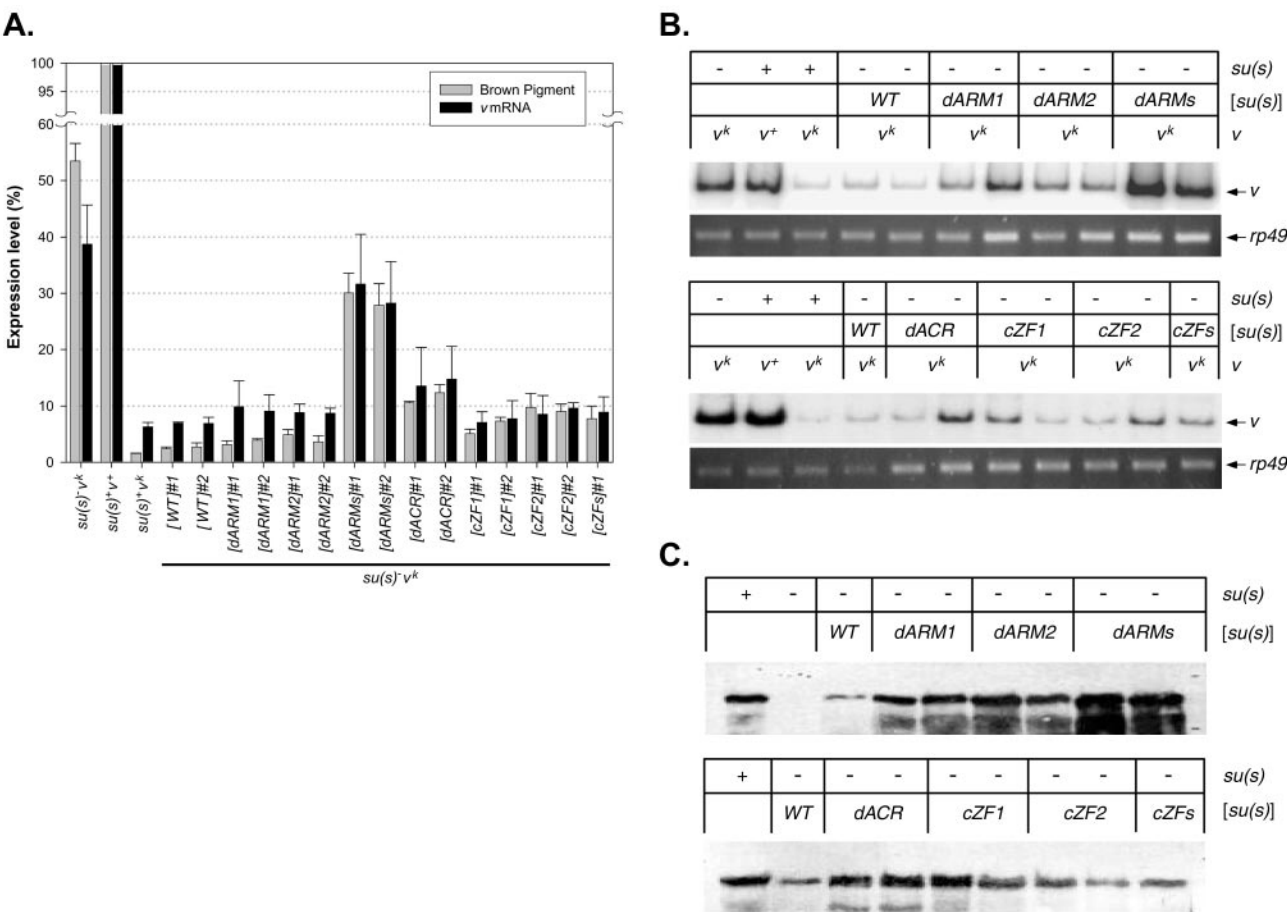 A.
100
95
60
50
40
30
20
10
0
Expression level (%)
Brown Pigment
v mRNA
su(s)⁻vᵏ
su(s)⁺v⁺
su(s)⁺vᵏ
[WT]#1
[WT]#2
[dARM1]#1
[dARM1]#2
[dARM2]#1
[dARM2]#2
[dARMs]#1
[dARMs]#2
[dACR]#1
[dACR]#2
[cZF1]#1
[cZF1]#2
[cZF2]#1
[cZF2]#2
[cZFs]#1
su(s)⁻vᵏ
B.
- + + - - - - - - - - su(s)
WT dARM1 dARM2 dARMs [su(s)]
vᵏ v⁺ vᵏ vᵏ vᵏ vᵏ vᵏ v
v
rp49
- + + - - - - - - - - su(s)
WT dACR cZF1 cZF2 cZFs [su(s)]
vᵏ v⁺ vᵏ vᵏ vᵏ vᵏ vᵏ vᵏ v
v
rp49
C.
+ - - - - - - - - su(s)
WT dARM1 dARM2 dARMs [su(s)]
+ - - - - - - - - su(s)
WT dACR cZF1 cZF2 cZFs [su(s)]